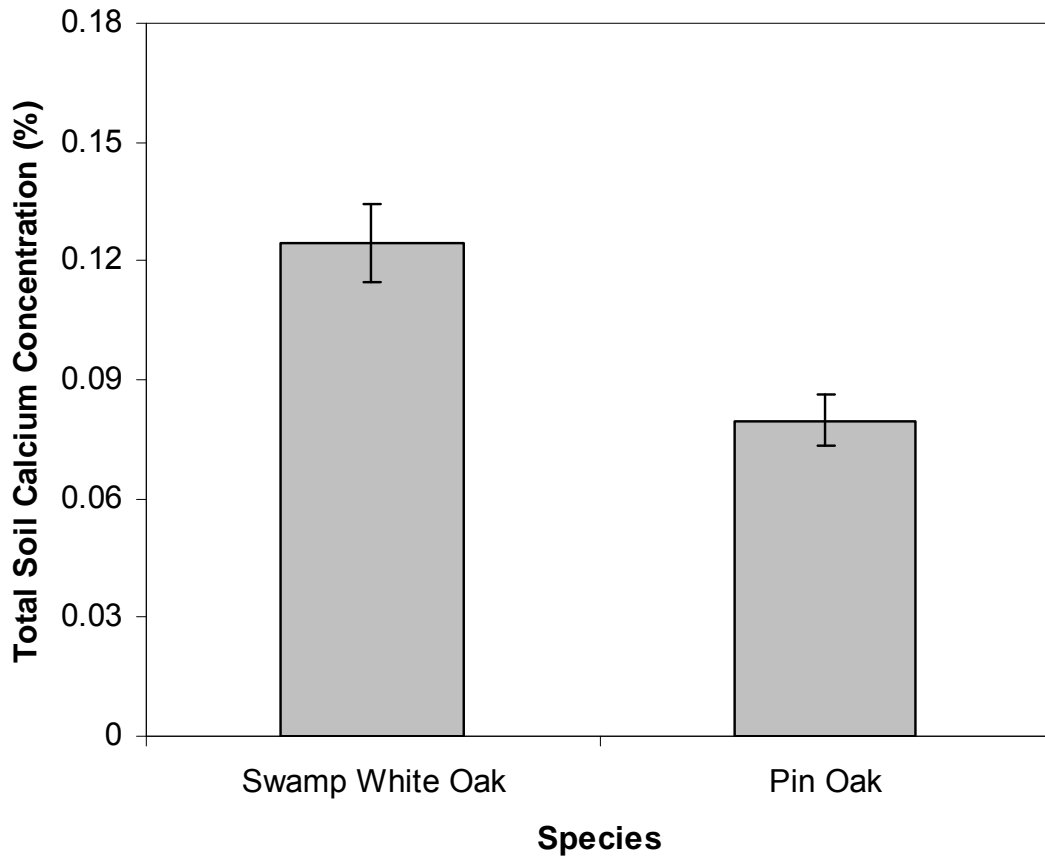 Total Soil Calcium Concentration (%)
0.18
0.15
0.12
0.09
0.06
0.03
0
Swamp White Oak
Pin Oak
Species